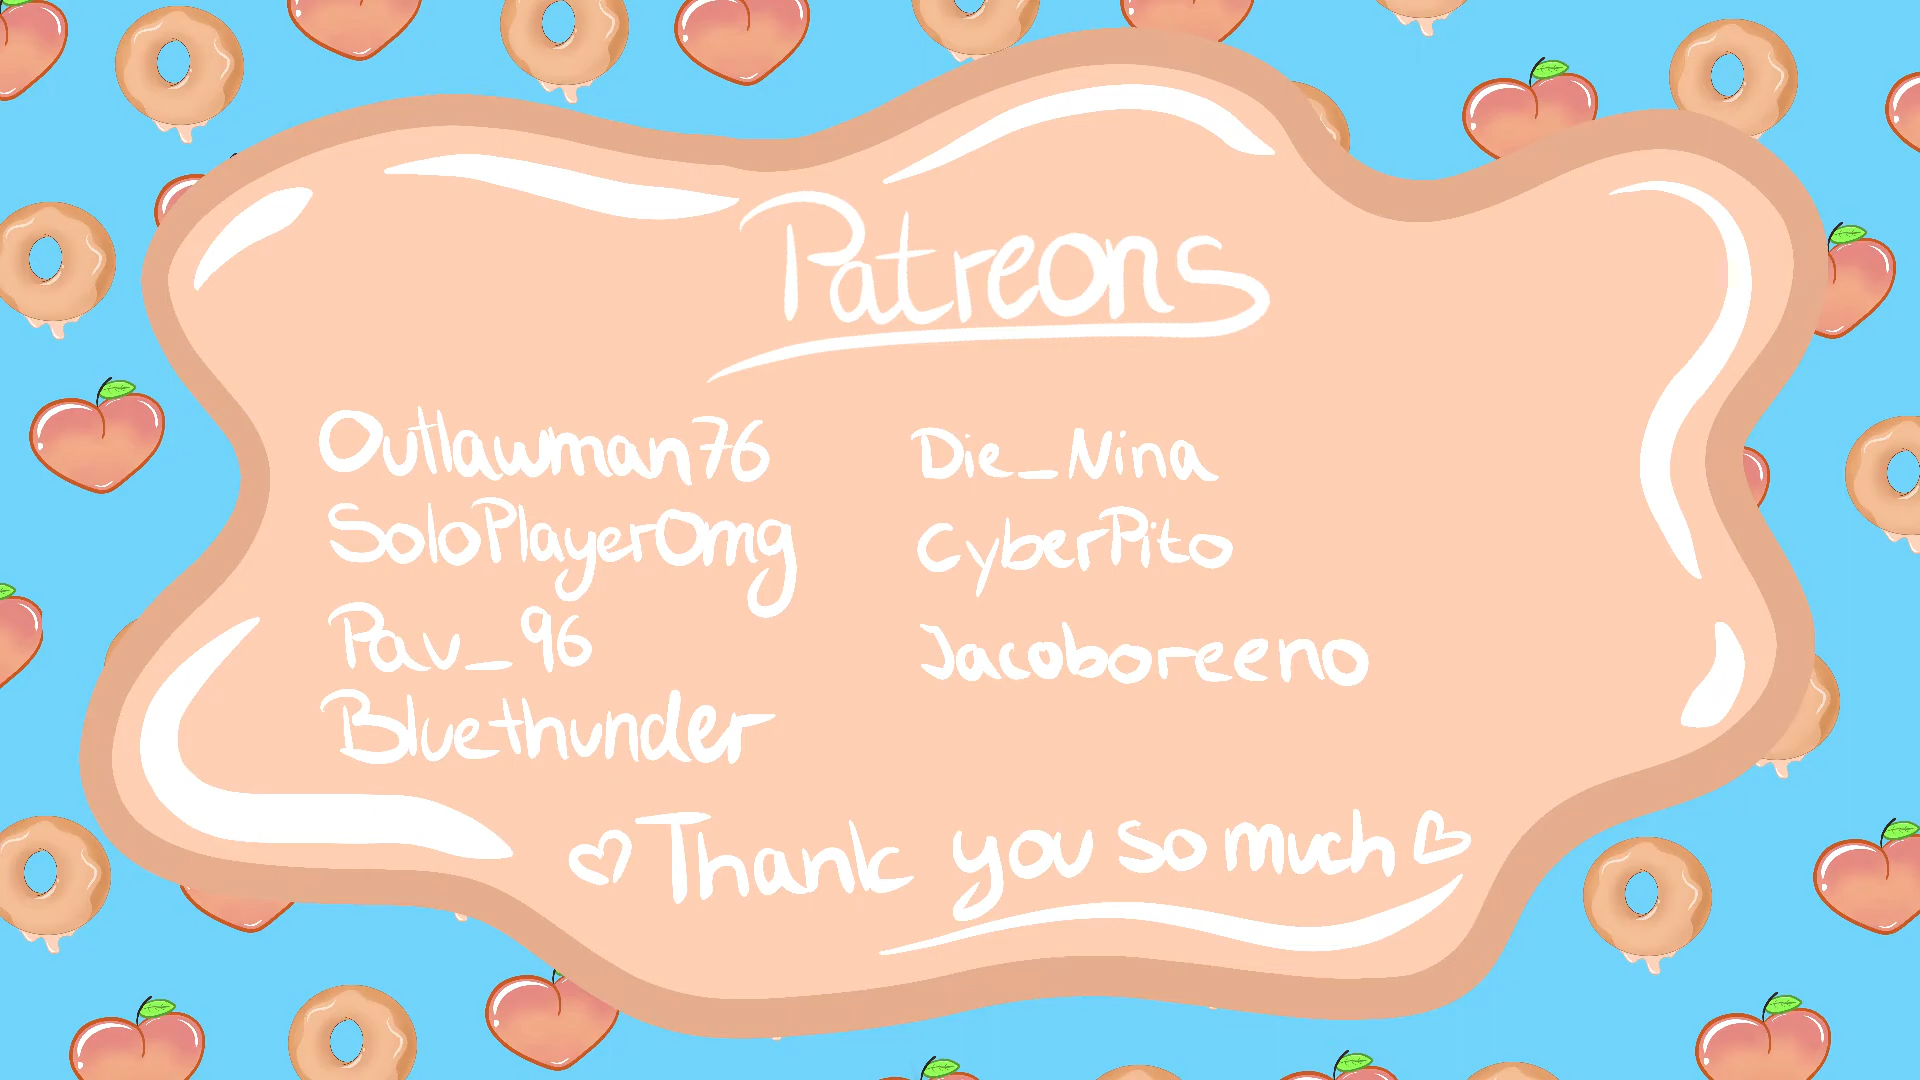 Patreons
Outlawman76
SoloPlayerOmg
Pav_96
Bluethunder
Die_Nina
CyberPito
Jacoboreeno
♡Thank you so much♡